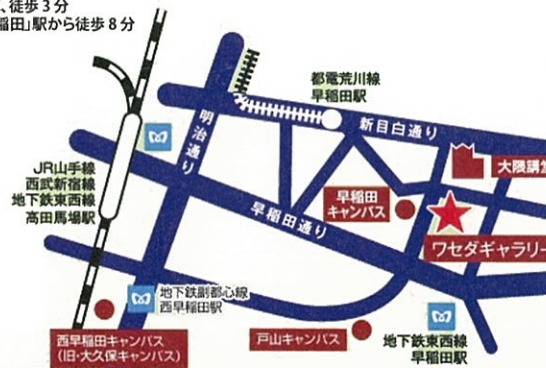 、徒歩3分
稲田」駅から徒歩8分
都電荒川線
早稲田駅
明治通り
新目白通り
JR山手線
西武新宿線
地下鉄東西線
高田馬場駅
大隈講堂
早稲田
キャンパス
早稲田通り
ワセダギャラリー
地下鉄副都心線
西早稲田駅
西早稲田キャンパス
(旧・大久保キャンパス)
戸山キャンパス
地下鉄東西線
早稲田駅